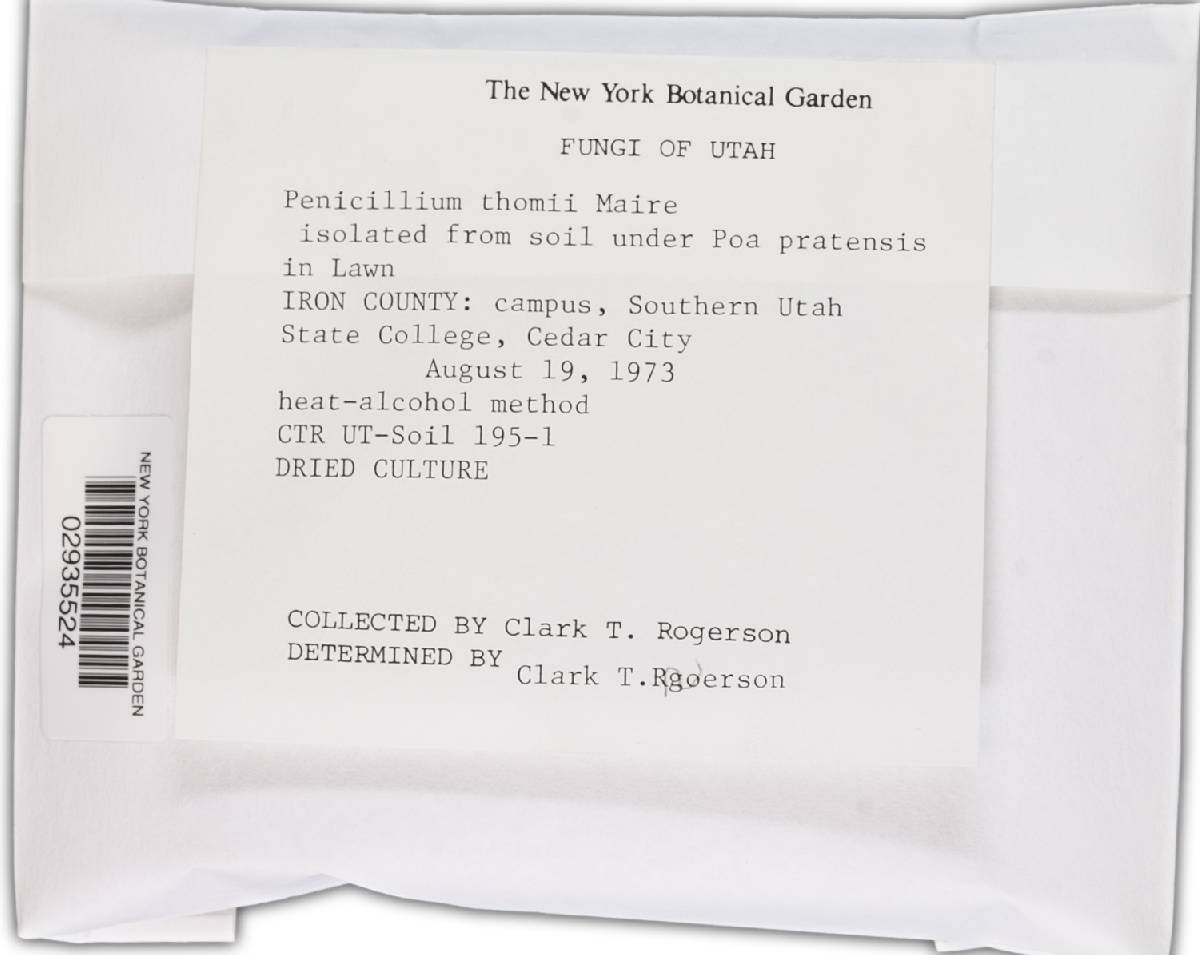 The New York Botanical Garden
FUNGI OF UTAH
Penicillium thomii Maire
isolated from soil under Poa pratensis
in Lawn
IRON COUNTY: campus, Southern Utah
State College, Cedar City
August 19, 1973
heat-alcohol method
CTR UT-Soil 195-1
DRIED CULTURE
COLLECTED BY Clark T. Rogerson
DETERMINED BY
Clark T.Rgoerson
NEW YORK BOTANICAL GARDEN
02935524